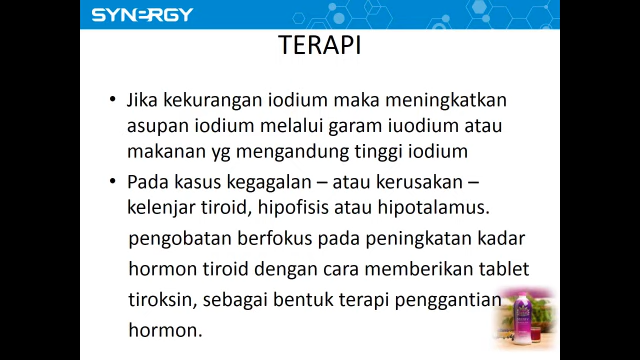 SYNERGY
TERAPI
• Jika kekurangan iodium maka meningkatkan
asupan iodium melalui garam iuodium atau
makanan yg mengandung tinggi iodium
• Pada kasus kegagalan – atau kerusakan –
kelenjar tiroid, hipofisis atau hipotalamus.
pengobatan berfokus pada peningkatan kadar
hormon tiroid dengan cara memberikan tablet
tiroksin, sebagai bentuk terapi penggantian
hormon.